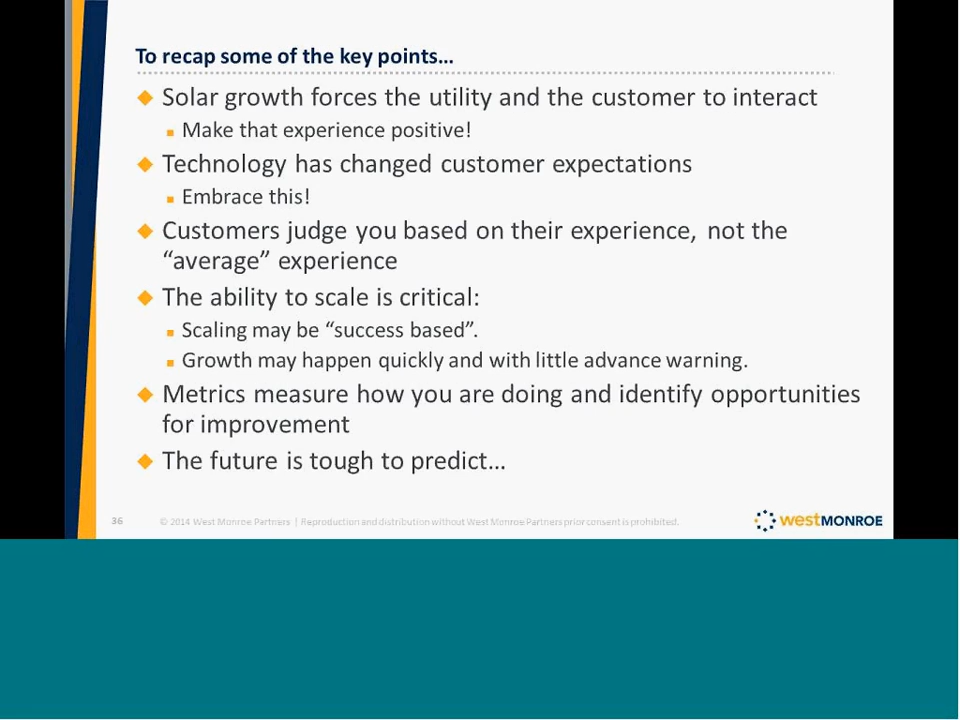 To recap some of the key points…
Solar growth forces the utility and the customer to interact
Make that experience positive!
Technology has changed customer expectations
Embrace this!
Customers judge you based on their experience, not the
“average” experience
The ability to scale is critical:
Scaling may be “success based”.
Growth may happen quickly and with little advance warning.
Metrics measure how you are doing and identify opportunities
for improvement
The future is tough to predict…
36 © 2014 West Monroe Partners | Reproduction and distribution without West Monroe Partners prior consent is prohibited.
westMONROE